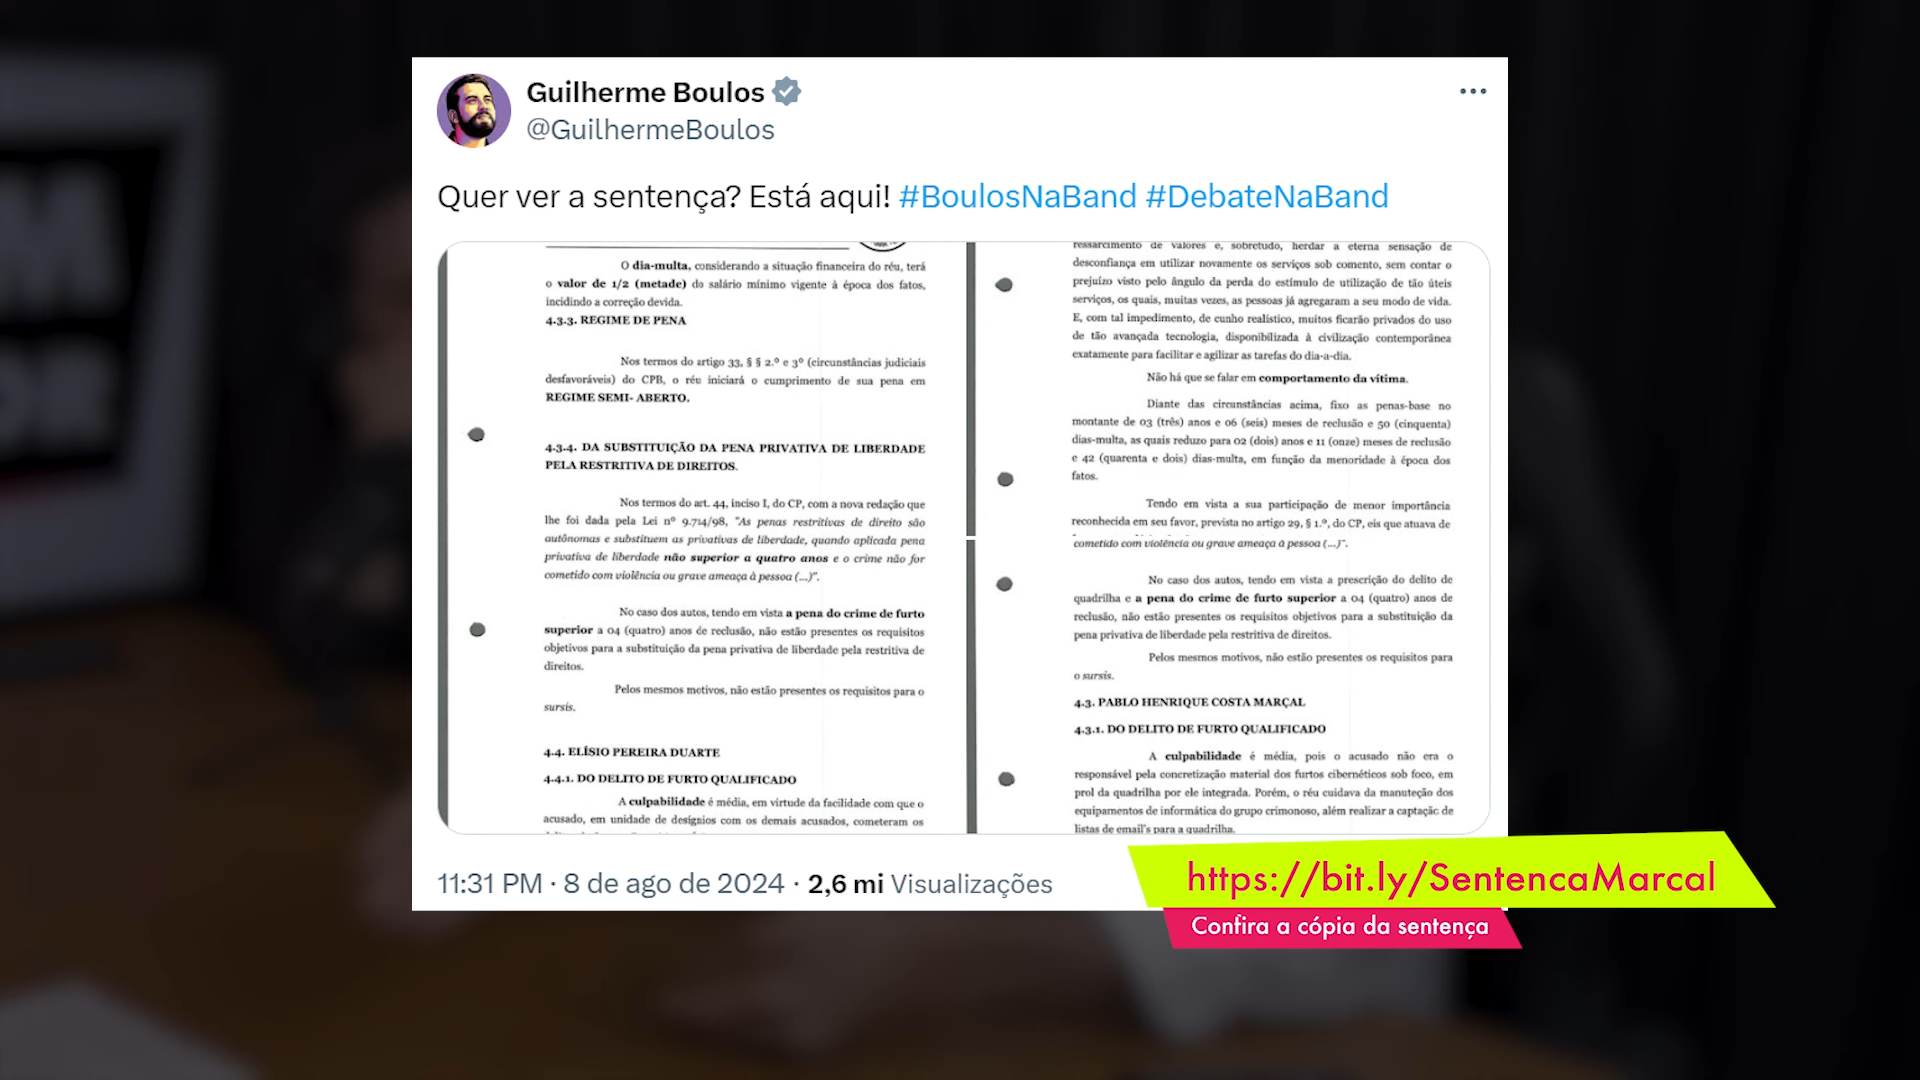 Guilherme Boulos
@GuilhermeBoulos
Quer ver a sentença? Está aqui! #BoulosNaBand #DebateNaBand
O dia-multa, considerando a situação financeira do réu, terá
o valor de 1/2 (metade) do salário mínimo vigente à época dos fatos,
incidindo a correção devida.
4.3.3. REGIME DE PENA
Nos termos do artigo 33, § § 2.º e 3º (circunstâncias judiciais
desfavoráveis) do CPB, o réu iniciará o cumprimento de sua pena em
REGIME SEMI- ABERTO.
4.3.4. DA SUBSTITUIÇÃO DA PENA PRIVATIVA DE LIBERDADE
PELA RESTRITIVA DE DIREITOS.
Nos termos do art. 44, inciso I, do CP, com a nova redação que
lhe foi dada pela Lei nº 9.714/98, "As penas restritivas de direito são
autônomas e substituem as privativas de liberdade, quando aplicada pena
privativa de liberdade não superior a quatro anos e o crime não for
cometido com violência ou grave ameaça à pessoa (...)".
No caso dos autos, tendo em vista a pena do crime de furto
superior a 04 (quatro) anos de reclusão, não estão presentes os requisitos
objetivos para a substituição da pena privativa de liberdade pela restritiva de
direitos.
Pelos mesmos motivos, não estão presentes os requisitos para o
sursis.
4.4. ELÍSIO PEREIRA DUARTE
4.4.1. DO DELITO DE FURTO QUALIFICADO
A culpabilidade é média, em virtude da facilidade com que o
acusado, em unidade de desígnios com os demais acusados, cometeram os
ressarcimento de valores e, sobretudo, herdar a eterna sensação de
desconfiança em utilizar novamente os serviços sob comento, sem contar o
prejuízo visto pelo ângulo da perda do estímulo de utilização de tão úteis
serviços, os quais, muitas vezes, as pessoas já agregaram a seu modo de vida.
E, com tal impedimento, de cunho realístico, muitos ficarão privados do uso
de tão avançada tecnologia, disponibilizada à civilização contemporânea
exatamente para facilitar e agilizar as tarefas do dia-a-dia.
Não há que se falar em comportamento da vítima.
Diante das circunstâncias acima, fixo as penas-base no
montante de 03 (três) anos e 06 (seis) meses de reclusão e 50 (cinquenta)
dias-multa, as quais reduzo para 02 (dois) anos e 11 (onze) meses de reclusão
e 42 (quarenta e dois) dias-multa, em função da menoridade à época dos
fatos.
Tendo em vista a sua participação de menor importância
reconhecida em seu favor, prevista no artigo 29, § 1.º, do CP, eis que atuava de
cometido com violência ou grave ameaça à pessoa (...)".
No caso dos autos, tendo em vista a prescrição do delito de
quadrilha e a pena do crime de furto superior a 04 (quatro) anos de
reclusão, não estão presentes os requisitos objetivos para a substituição da
pena privativa de liberdade pela restritiva de direitos.
Pelos mesmos motivos, não estão presentes os requisitos para
o sursis.
4.3. PABLO HENRIQUE COSTA MARÇAL
4.3.1. DO DELITO DE FURTO QUALIFICADO
A culpabilidade é média, pois o acusado não era o
responsável pela concretização material dos furtos cibernéticos sob foco, em
prol da quadrilha por ele integrada. Porém, o réu cuidava da manuteção dos
equipamentos de informática do grupo crimonoso, além realizar a captação de
listas de email's para a quadrilha.
11:31 PM · 8 de ago de 2024 · 2,6 mi Visualizações
https://bit.ly/SentencaMarcal
Confira a cópia da sentença